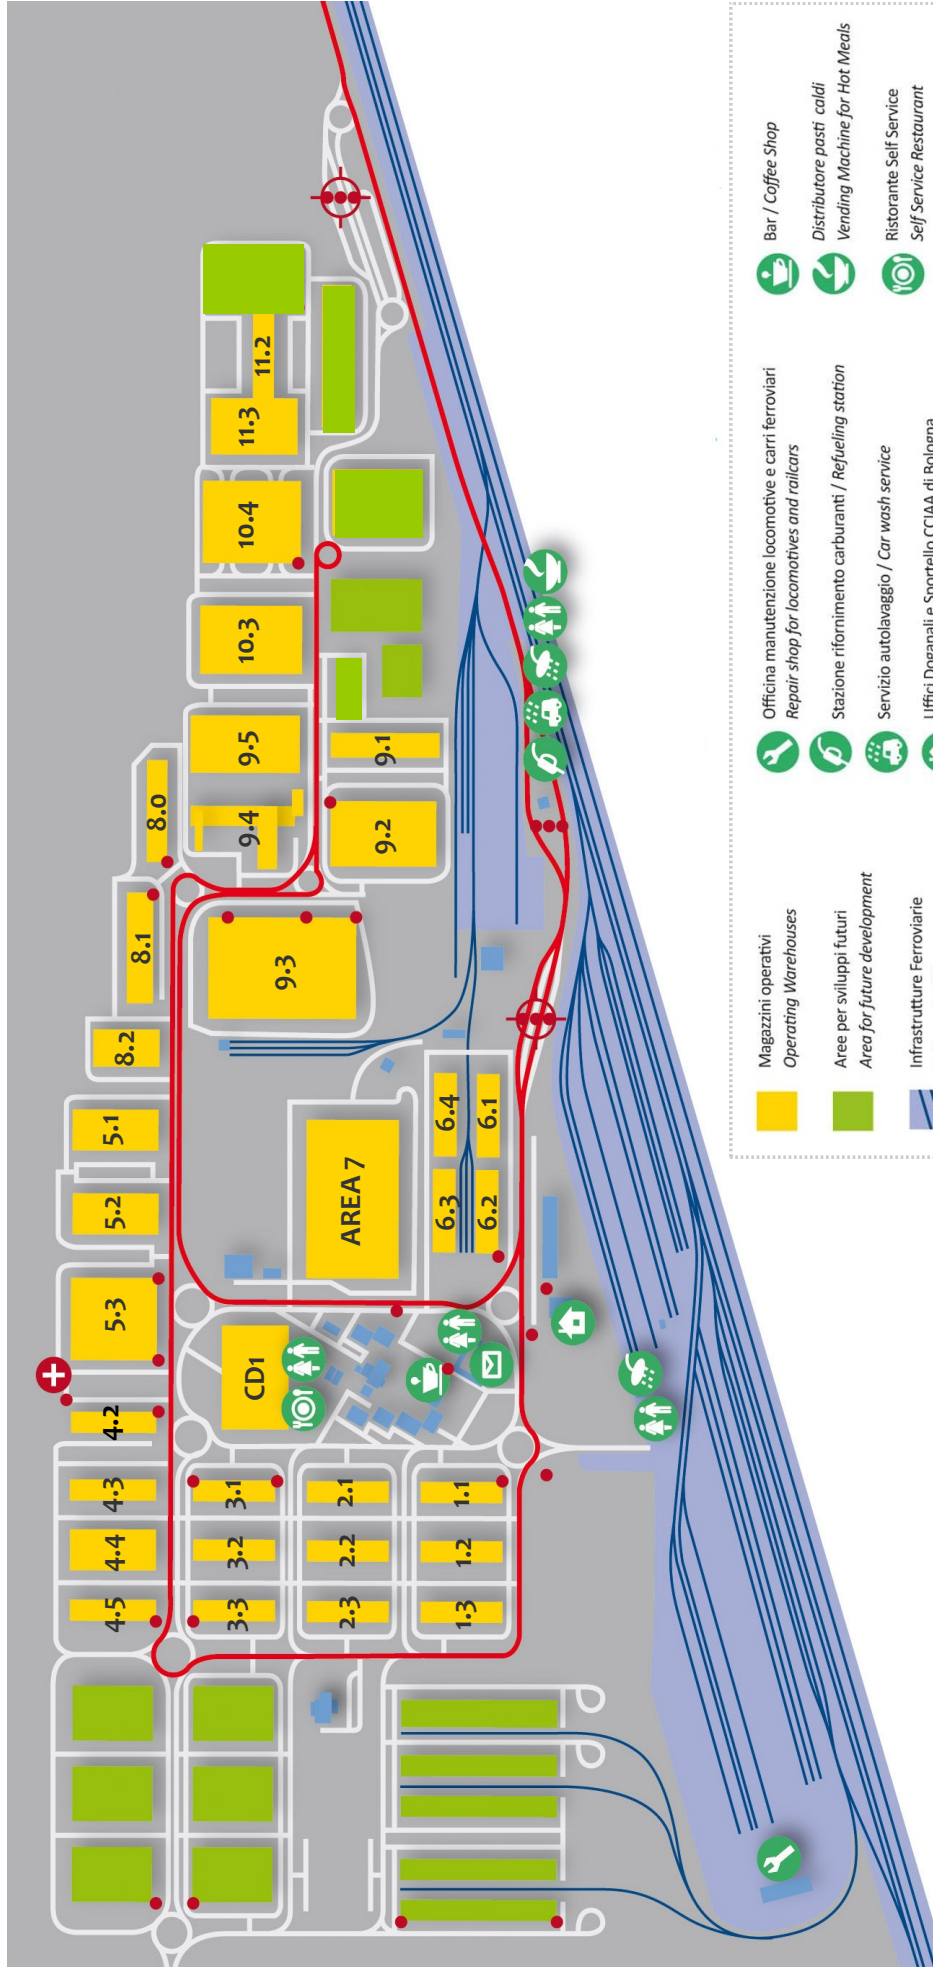 11.2
11.3
10.4
10.3
9.5
9.4
9.1
9.2
8.0
8.1
8.2
9.3
5.1
5.2
5.3
AREA 7
6.4
6.1
6.3
6.2
CD1
4.2
4.3
4.4
4.5
3.1
3.2
3.3
2.1
2.2
2.3
1.1
1.2
1.3
Magazzini operativi
Operating Warehouses
Aree per sviluppi futuri
Area for future development
Infrastrutture Ferroviarie
Officina manutenzione locomotive e carri ferroviari
Repair shop for locomotives and railcars
Stazione rifornimento carburanti / Refueling station
Servizio autolavaggio / Car wash service
Uffici Doganali e Sportello CCIAA di Bologna
Bar / Coffee Shop
Distributore pasti caldi
Vending Machine for Hot Meals
Ristorante Self Service
Self Service Restaurant